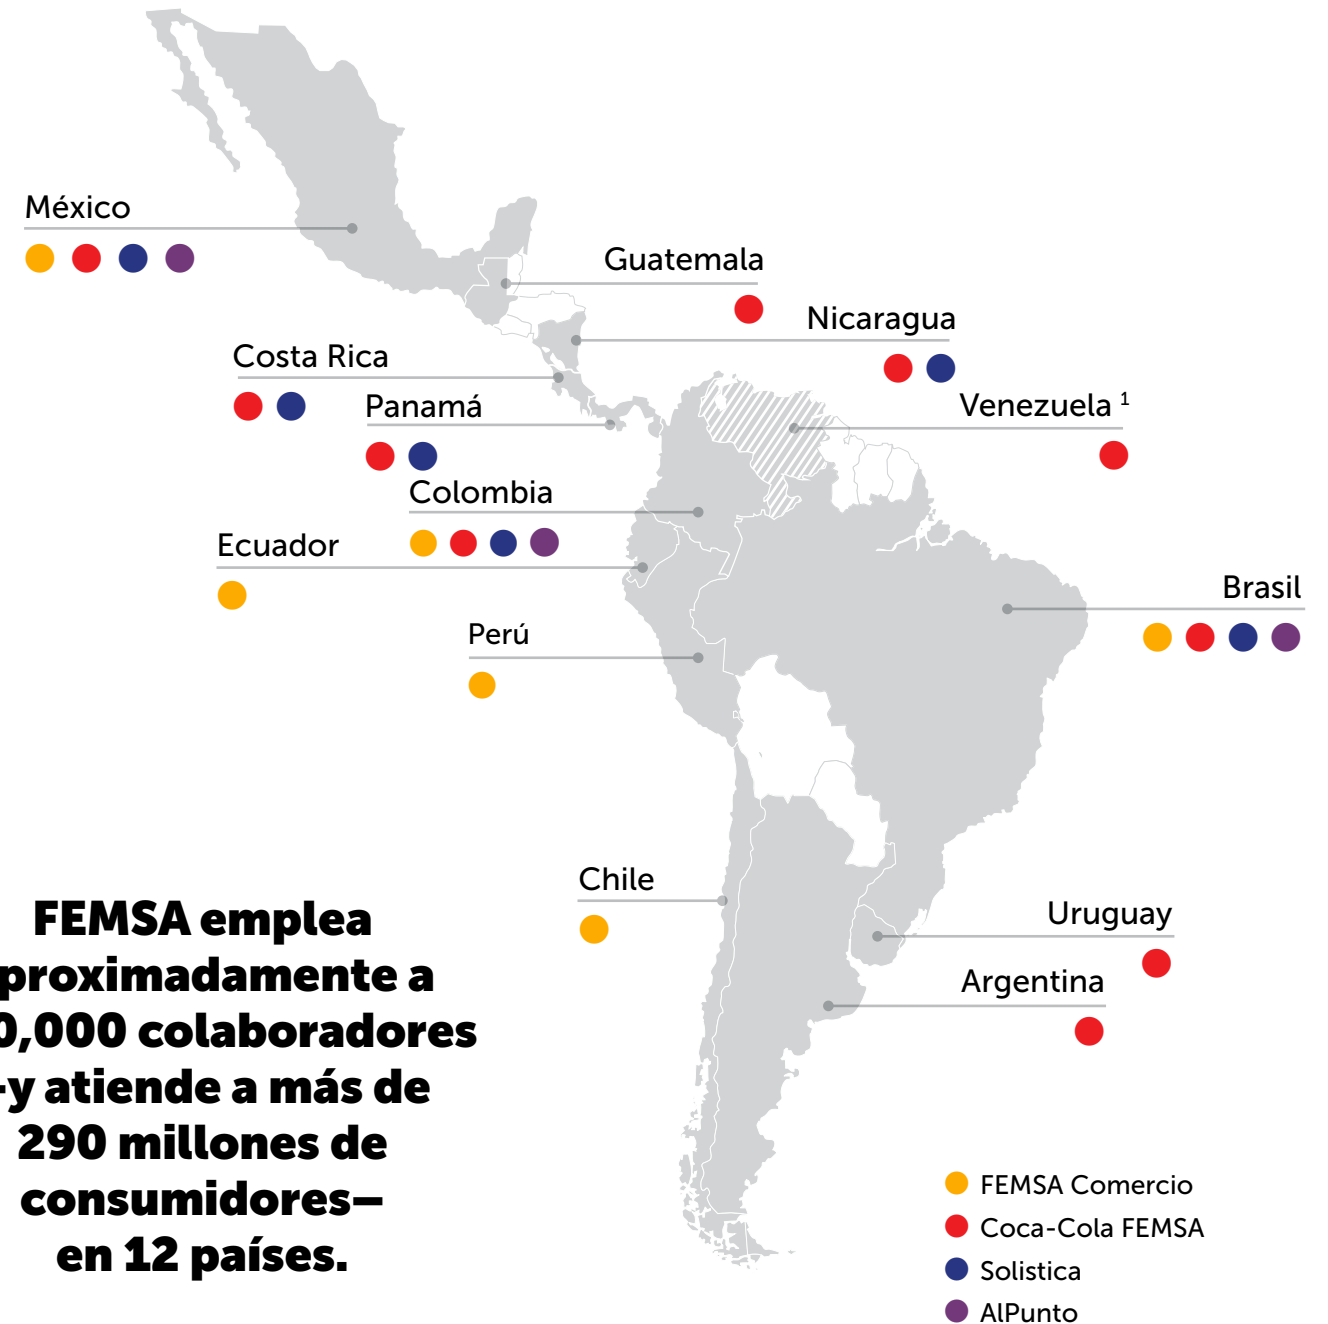 México
Guatemala
Nicaragua
Costa Rica
Panamá
Venezuela 1
Colombia
Ecuador
Brasil
Perú
Chile
Uruguay
Argentina
FEMSA emplea
proximadamente a
0,000 colaboradores
y atiende a más de
290 millones de
consumidores—
en 12 países.
FEMSA Comercio
Coca-Cola FEMSA
Solistica
AlPunto